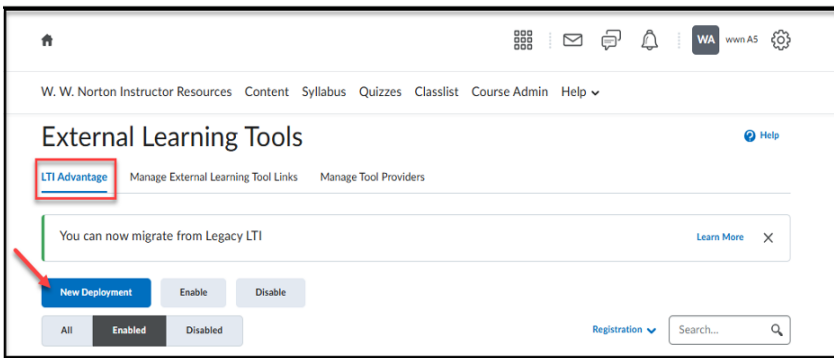 WA wwn A5
W. W. Norton Instructor Resources Content Syllabus Quizzes Classlist Course Admin Help
External Learning Tools
Help
LTI Advantage Manage External Learning Tool Links Manage Tool Providers
You can now migrate from Legacy LTI Learn More
New Deployment Enable Disable
All Enabled Disabled Registration Search...